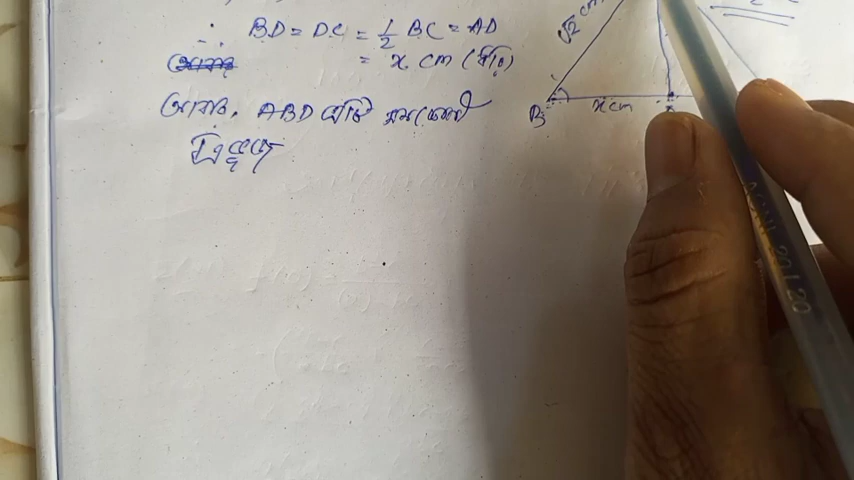 ∴ BD = DC = 1/2 BC = AD
= x cm (ধরি)
আবার, ABD একটি সমকোণী
ত্রিভুজ
√2 cm
B
x cm